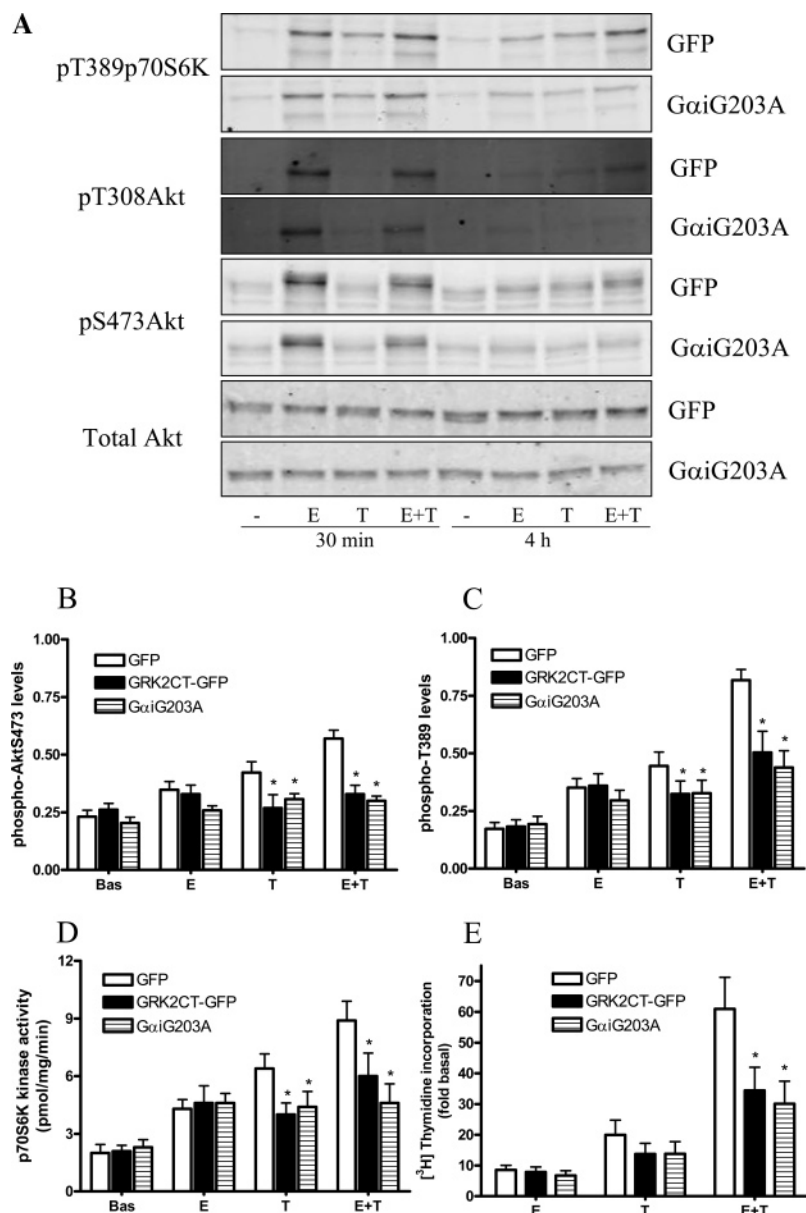 A
pT389p70S6K
GFP
GαiG203A
pT308Akt
GFP
GαiG203A
pS473Akt
GFP
GαiG203A
Total Akt
GFP
GαiG203A
- E T E+T - E T E+T
30 min 4 h
B
phospho-AktS473 levels
1.00
0.75
0.50
0.25
0.00
GFP
GRK2CT-GFP
GαiG203A
* * * *
Bas E T E+T
C
phospho-T389 levels
1.00
0.75
0.50
0.25
0.00
GFP
GRK2CT-GFP
GαiG203A
* * * *
Bas E T E+T
D
p70S6K kinase activity
(pmol/mg/min)
12
9
6
3
0
GFP
GRK2CT-GFP
GαiG203A
* * * *
Bas E T E+T
E
[³H] Thymidine incorporation
(fold basal)
70
60
50
40
30
20
10
0
GFP
GRK2CT-GFP
GαiG203A
* *
E T E+T